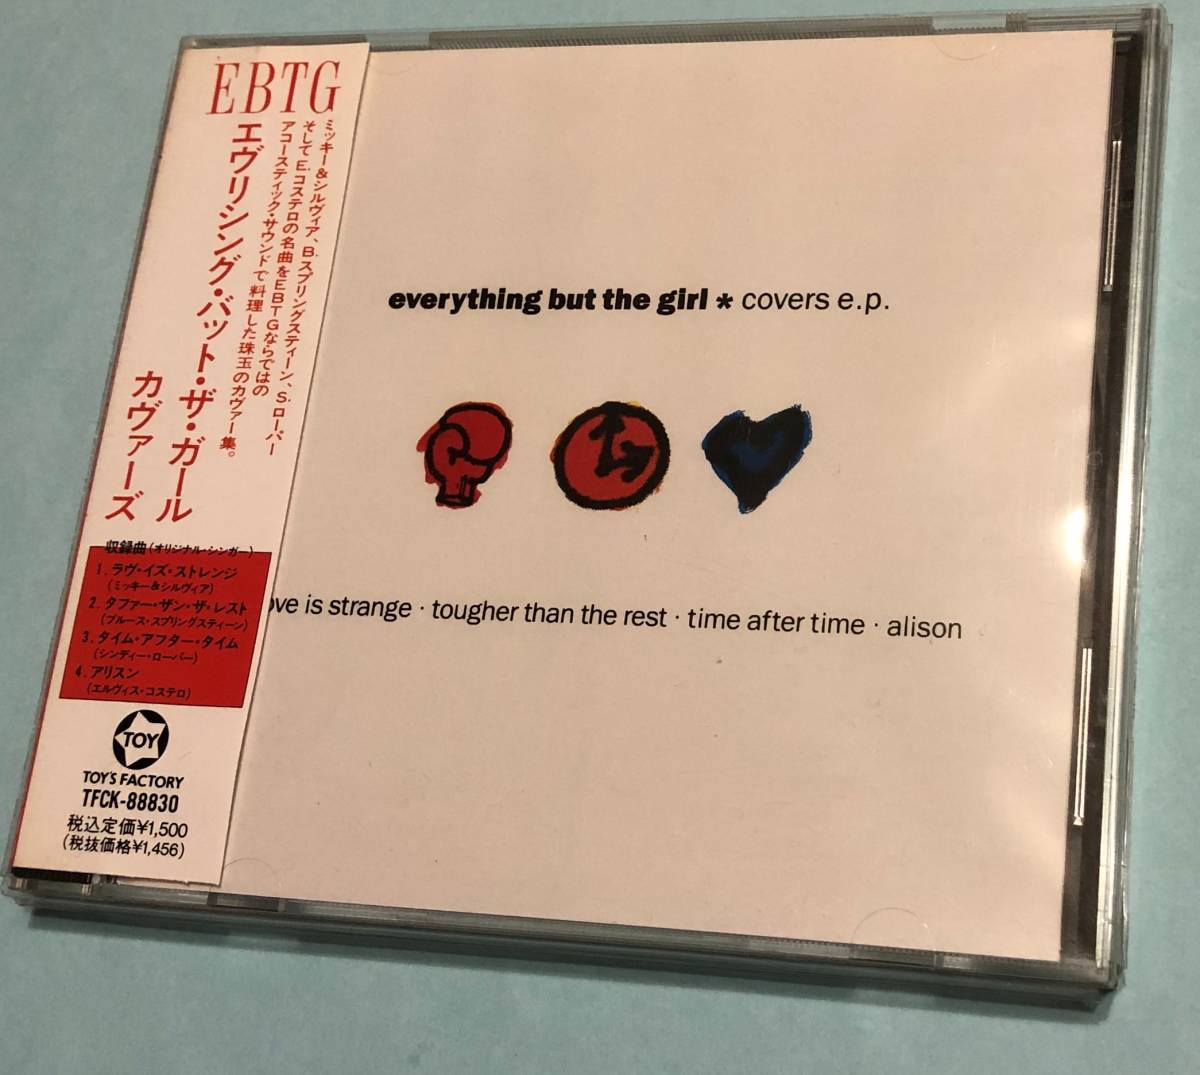 EBTG
ミッキー&シルヴィア、B.スプリングスティーン、S.ローパー
そしてE.コステロの名曲をEBTGならではの
アコースティック・サウンドで料理した珠玉のカヴァー集。
エヴリシング・バット・ザ・ガール
カヴァーズ
収録曲(オリジナル・シンガー)
1.ラヴ・イズ・ストレンジ
(ミッキー&シルヴィア)
2.タファー・ザン・ザ・レスト
(ブルース・スプリングスティーン)
3.タイム・アフター・タイム
(シンディー・ローパー)
4.アリスン
(エルヴィス・コステロ)
TOY
TOY'S FACTORY
TFCK-88830
税込定価¥1,500
(税抜価格¥1,456)
everything but the girl * covers e.p.
ove is strange · tougher than the rest · time after time · alison